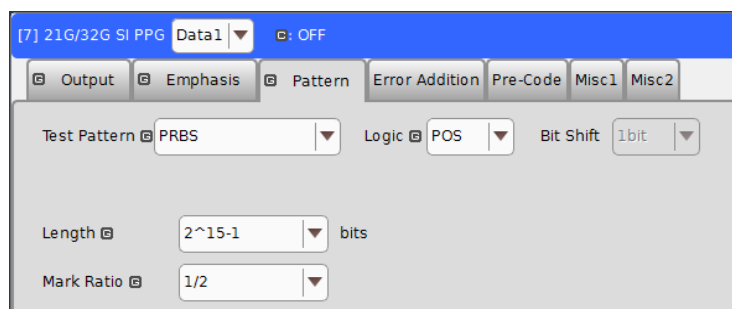 [7] 21G/32G SI PPG Data1 C: OFF
G Output G Emphasis G Pattern Error Addition Pre-Code Misc1 Misc2
Test Pattern G PRBS Logic G POS Bit Shift 1bit
Length G 2^15-1 bits
Mark Ratio G 1/2